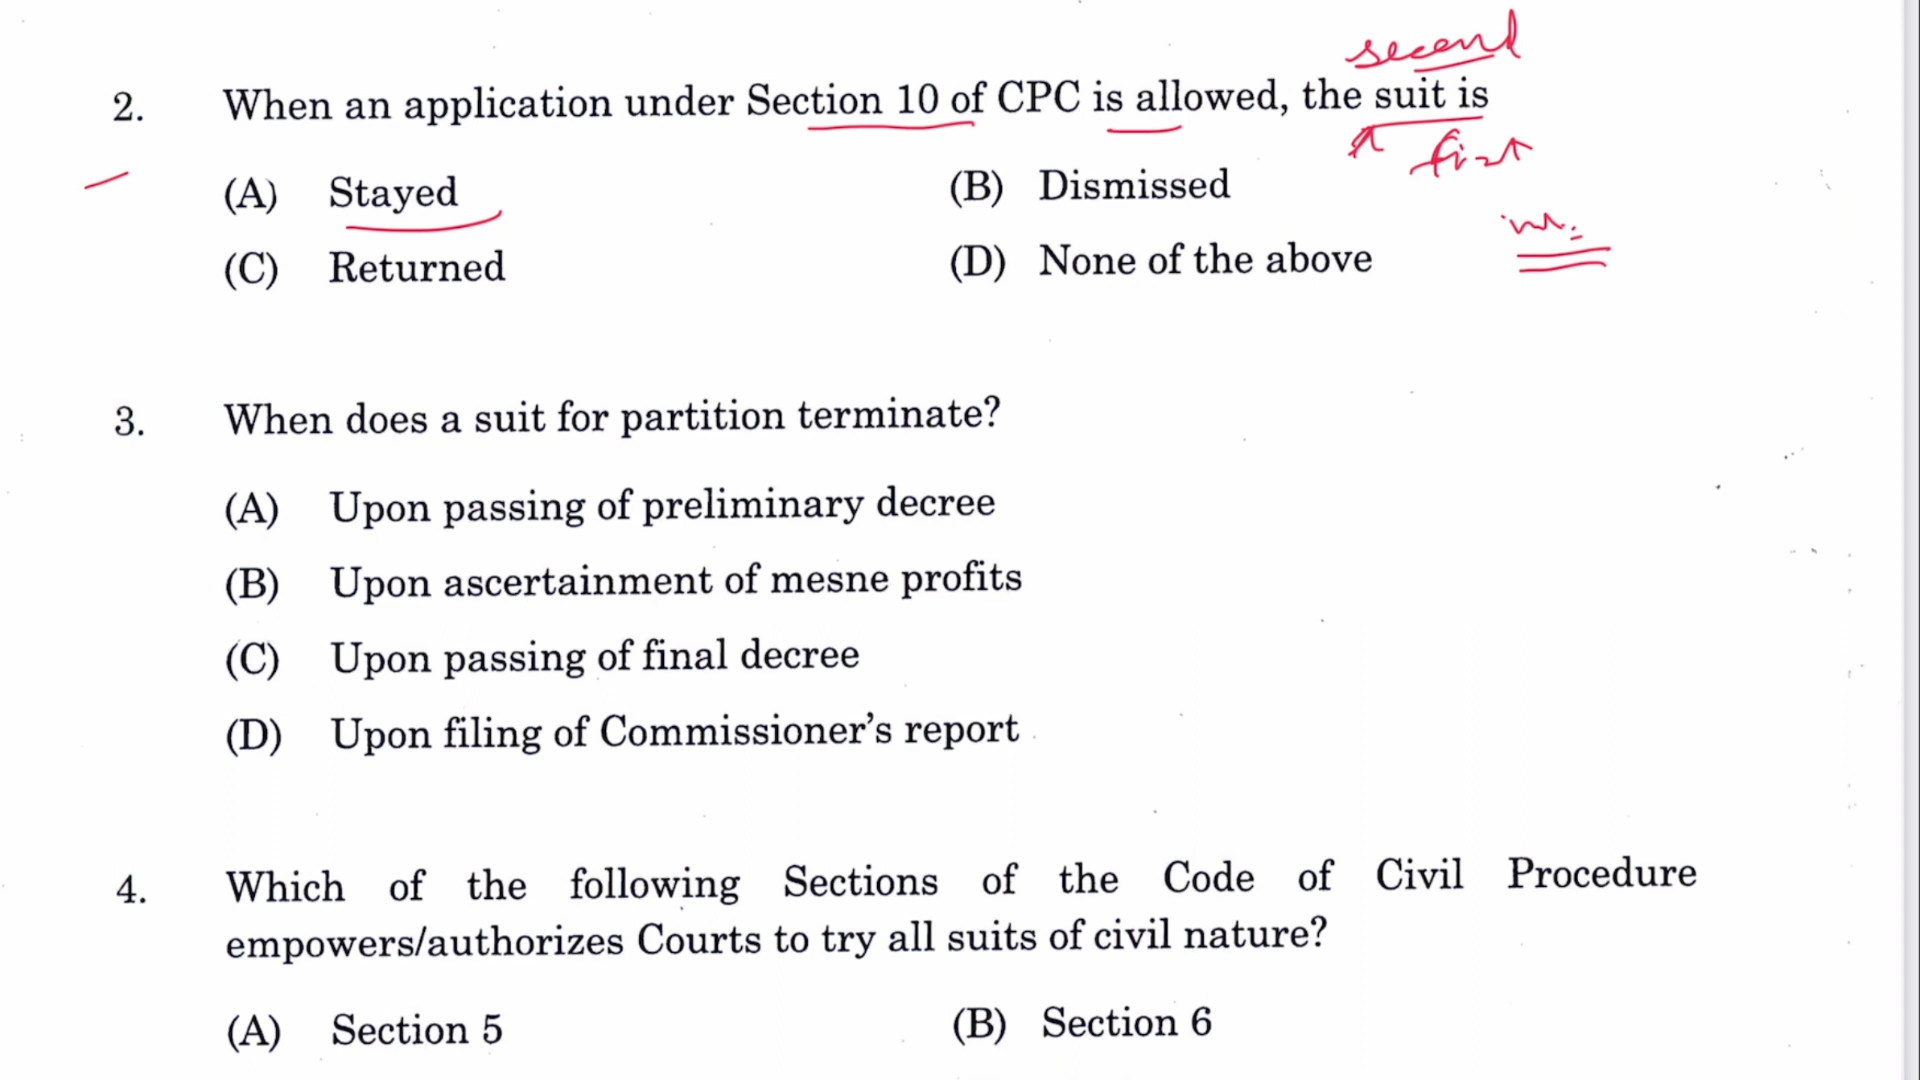 second
2. When an application under Section 10 of CPC is allowed, the suit is
first
(A) Stayed (B) Dismissed
(C) Returned (D) None of the above
3. When does a suit for partition terminate?
(A) Upon passing of preliminary decree
(B) Upon ascertainment of mesne profits
(C) Upon passing of final decree
(D) Upon filing of Commissioner's report
4. Which of the following Sections of the Code of Civil Procedure
empowers/authorizes Courts to try all suits of civil nature?
(A) Section 5 (B) Section 6